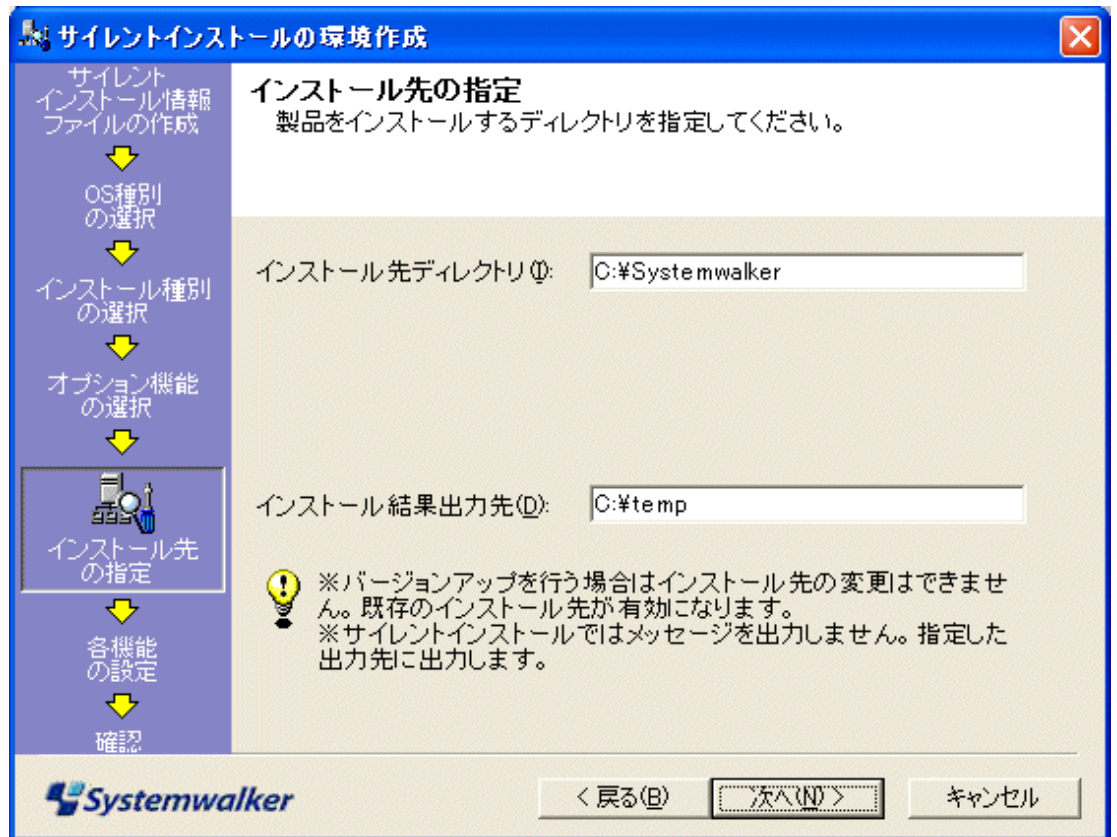 サイレントインストールの環境作成
サイレント
インストール情報
ファイルの作成
OS種別
の選択
インストール種別
の選択
オプション機能
の選択
インストール先
の指定
各機能
の設定
確認
インストール先の指定
製品をインストールするディレクトリを指定してください。
インストール先ディレクトリ(I):
C:¥Systemwalker
インストール結果出力先(D):
C:¥temp
※バージョンアップを行う場合はインストール先の変更はできませ
ん。既存のインストール先が有効になります。
※サイレントインストールではメッセージを出力しません。指定した
出力先に出力します。
Systemwalker
< 戻る(B)
次へ(N) >
キャンセル